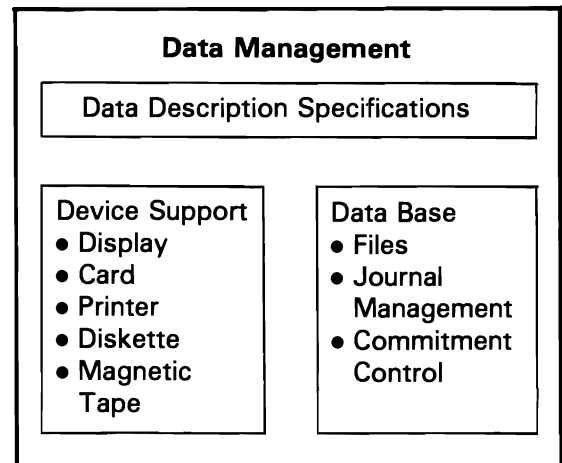 Data Management
Data Description Specifications
Device Support
● Display
● Card
● Printer
● Diskette
● Magnetic
Tape
Data Base
● Files
● Journal
Management
● Commitment
Control